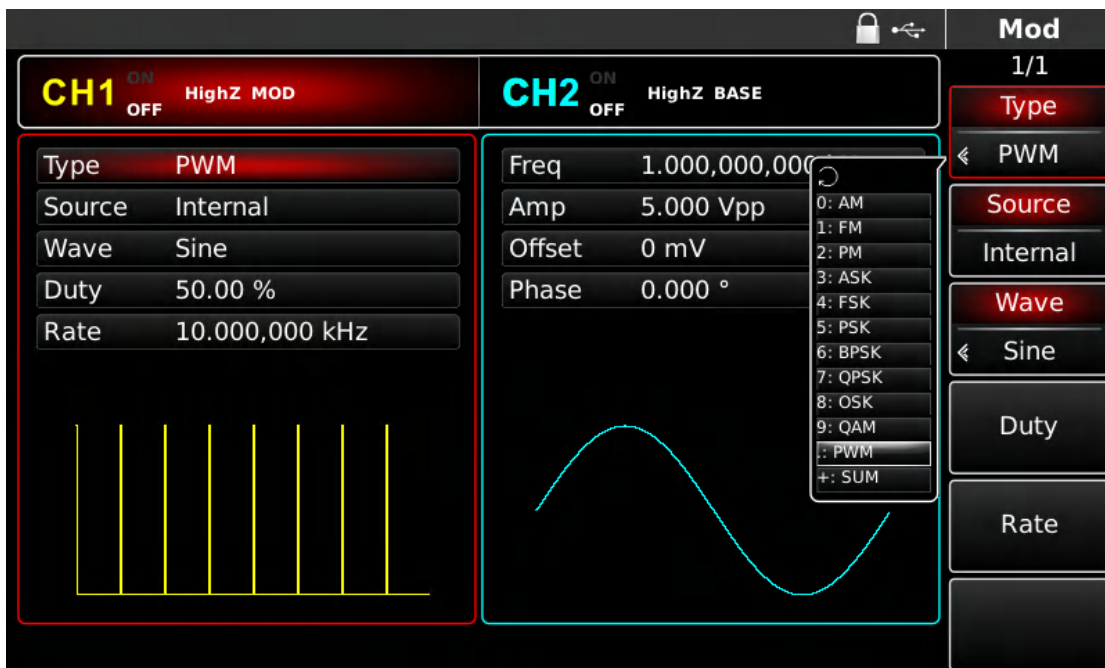 Mod
1/1
CH1 ON OFF HighZ MOD
CH2 ON OFF HighZ BASE
Type PWM
Source Internal
Wave Sine
Duty 50.00 %
Rate 10.000,000 kHz
Freq 1.000,000,000
Amp 5.000 Vpp
Offset 0 mV
Phase 0.000 °
0: AM
1: FM
2: PM
3: ASK
4: FSK
5: PSK
6: BPSK
7: QPSK
8: OSK
9: QAM
.: PWM
+: SUM
Type
PWM
Source
Internal
Wave
Sine
Duty
Rate